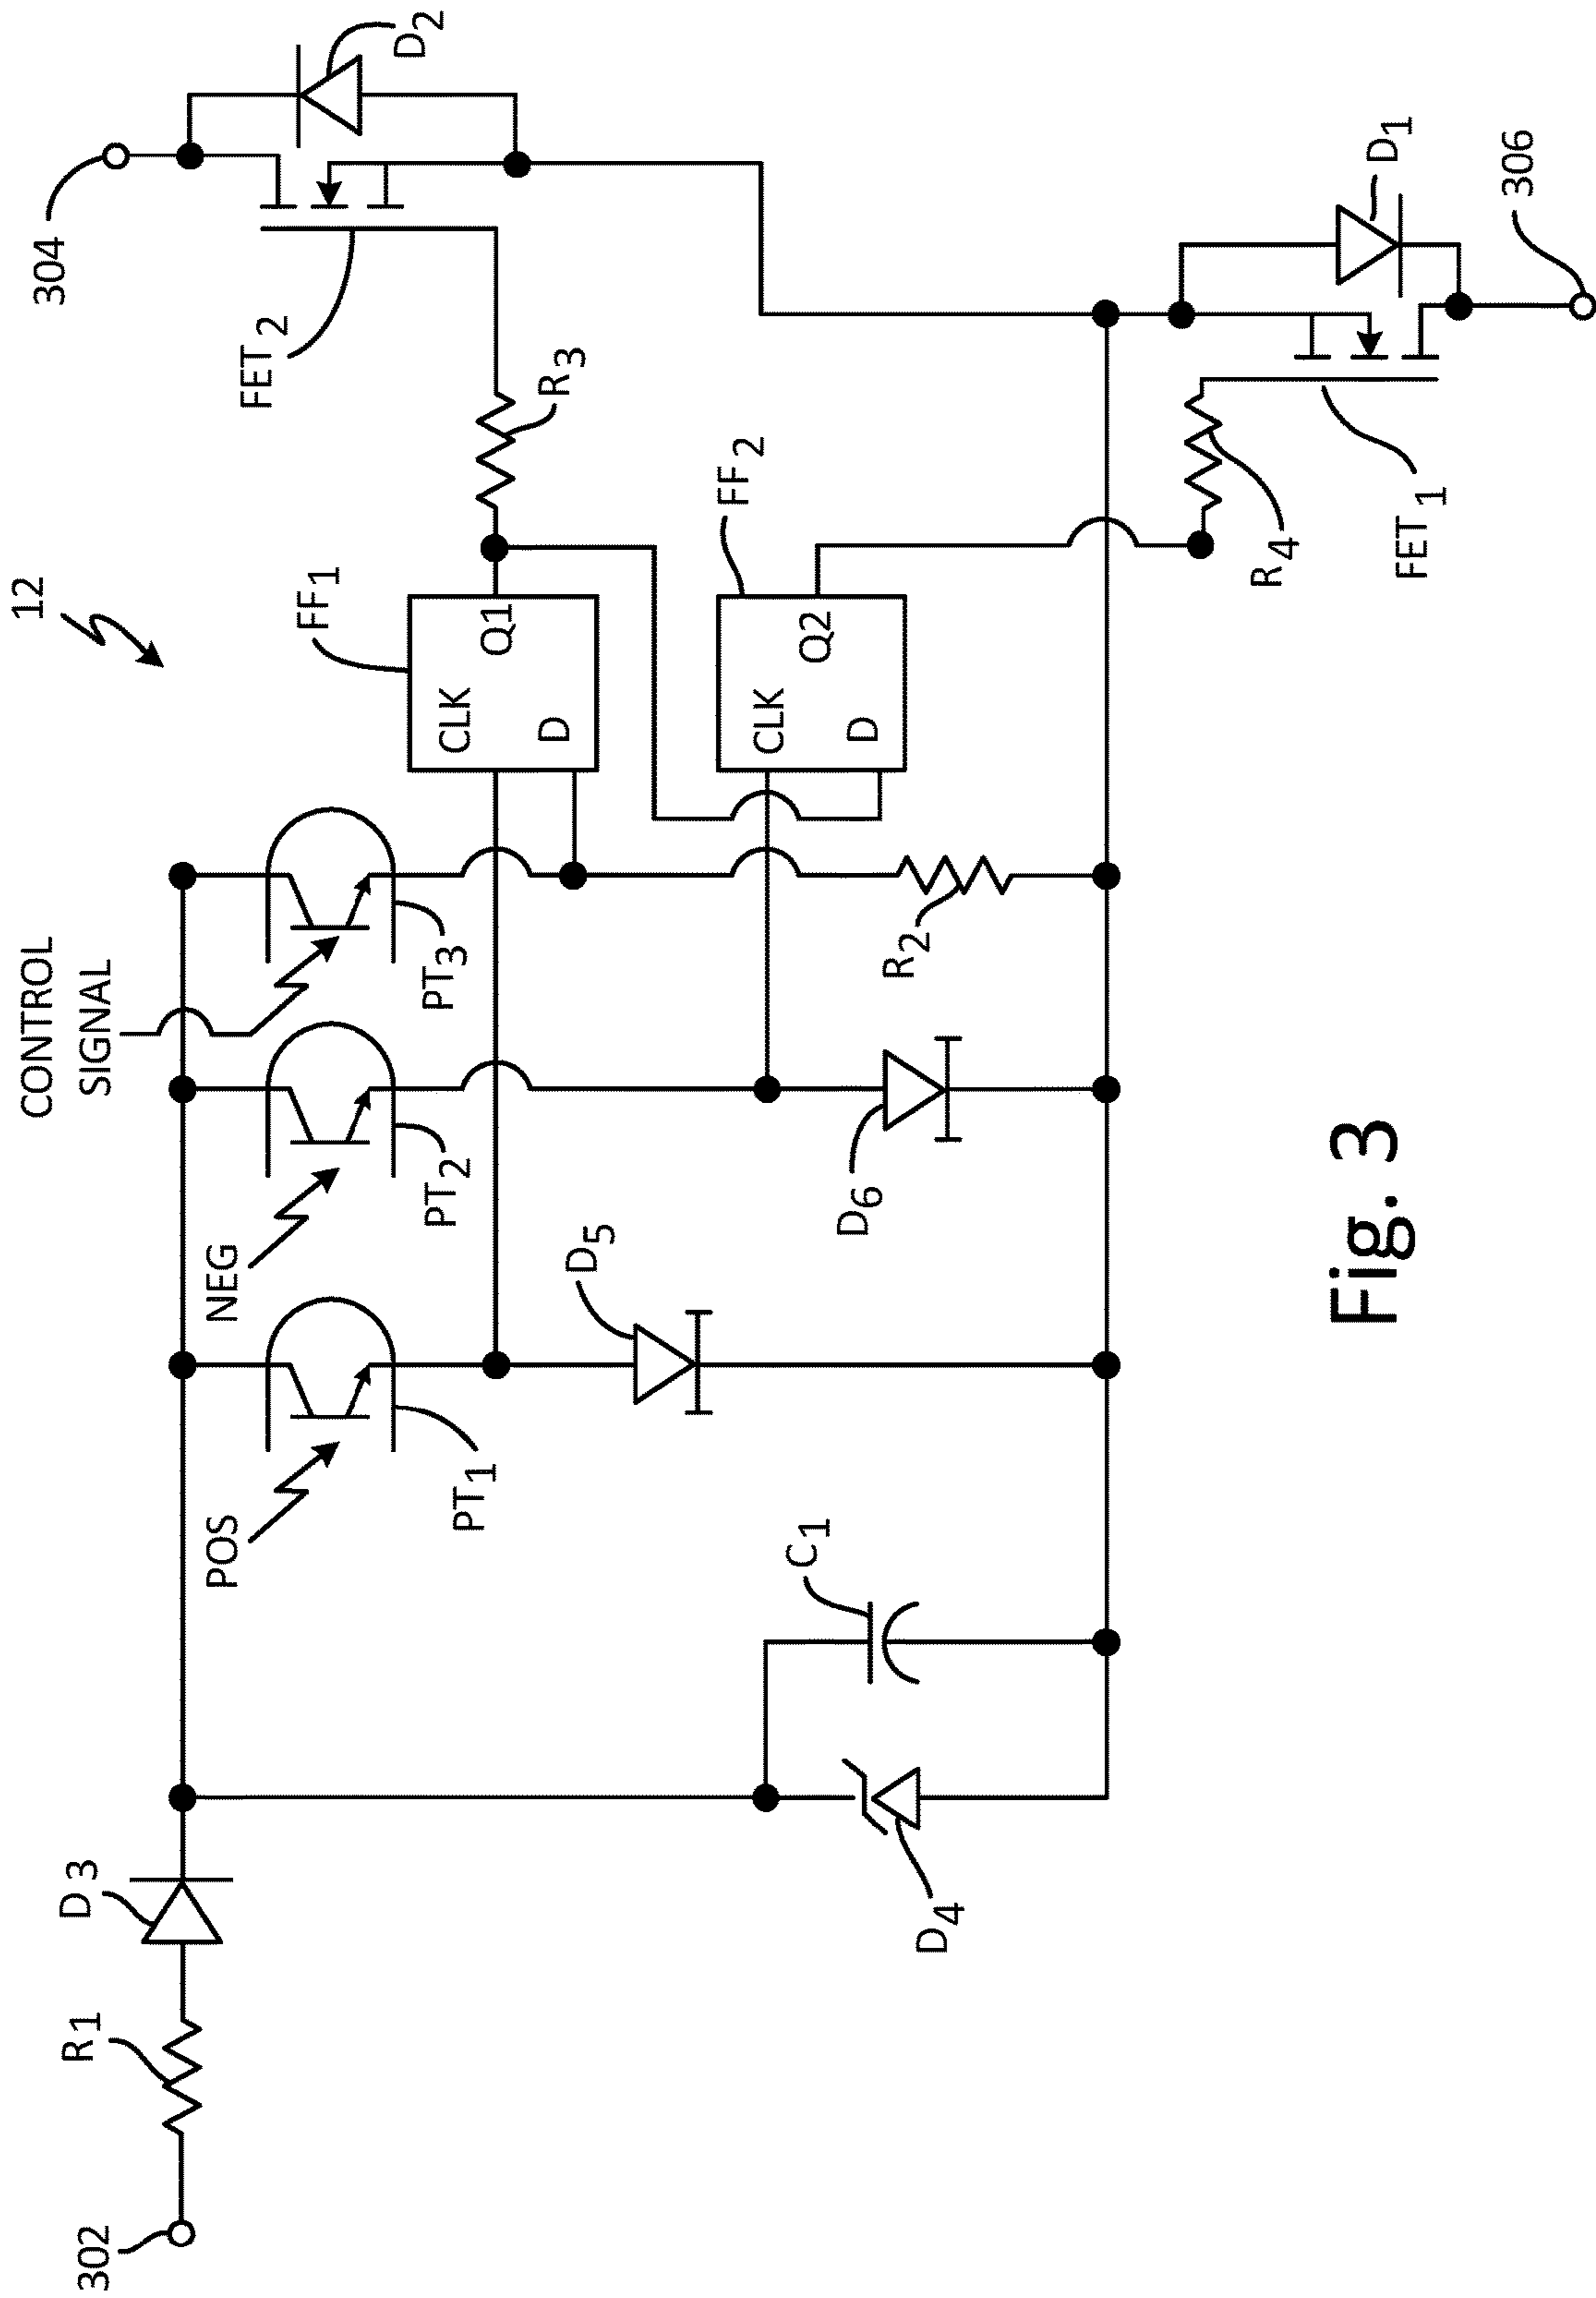 12
302
R1
D3
CONTROL
SIGNAL
POS
NEG
PT1
PT2
PT3
FF1
CLK
Q1
D
FF2
CLK
Q2
D
R3
FET2
304
D2
D4
C1
D5
D6
R2
R4
FET1
D1
306
Fig. 3